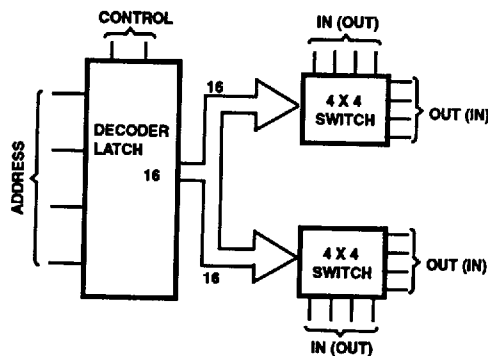 CONTROL
IN (OUT)
16
4 X 4
SWITCH
OUT (IN)
DECODER
LATCH
16
ADDRESS
4 X 4
SWITCH
OUT (IN)
16
IN (OUT)